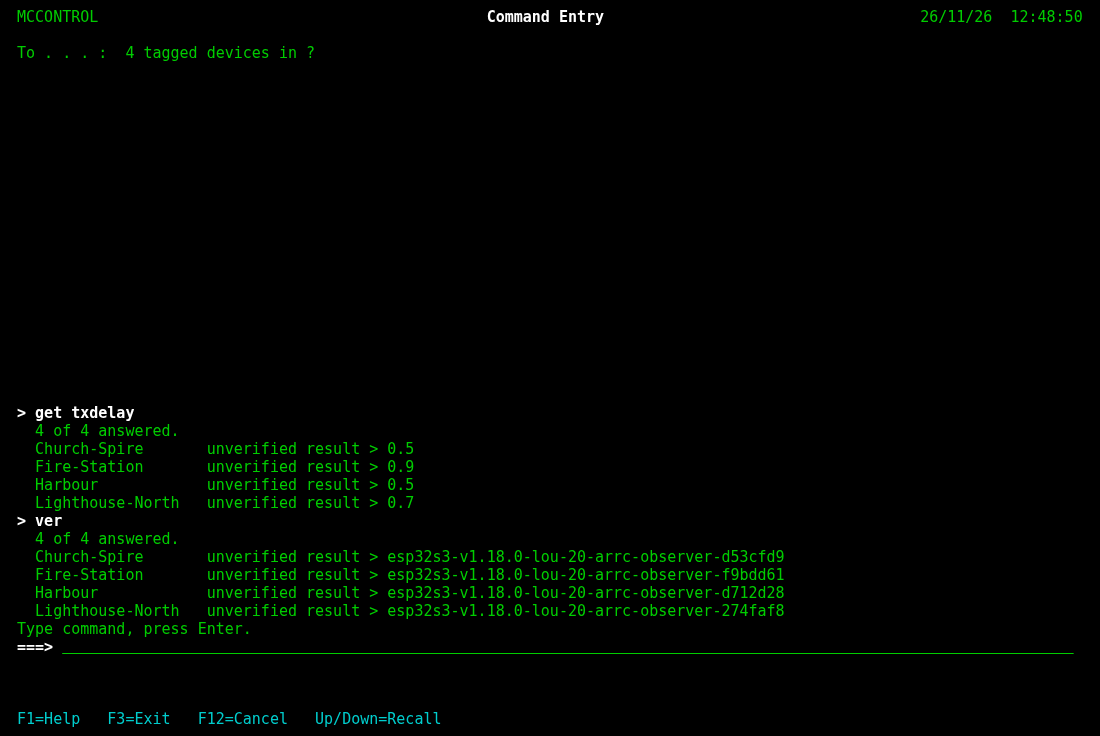 MCCONTROL Command Entry 26/11/26 12:48:50
To . . . : 4 tagged devices in ?
> get txdelay
4 of 4 answered.
Church-Spire unverified result > 0.5
Fire-Station unverified result > 0.9
Harbour unverified result > 0.5
Lighthouse-North unverified result > 0.7
> ver
4 of 4 answered.
Church-Spire unverified result > esp32s3-v1.18.0-lou-20-arrc-observer-d53cfd9
Fire-Station unverified result > esp32s3-v1.18.0-lou-20-arrc-observer-f9bdd61
Harbour unverified result > esp32s3-v1.18.0-lou-20-arrc-observer-d712d28
Lighthouse-North unverified result > esp32s3-v1.18.0-lou-20-arrc-observer-274faf8
Type command, press Enter.
===>
F1=Help F3=Exit F12=Cancel Up/Down=Recall